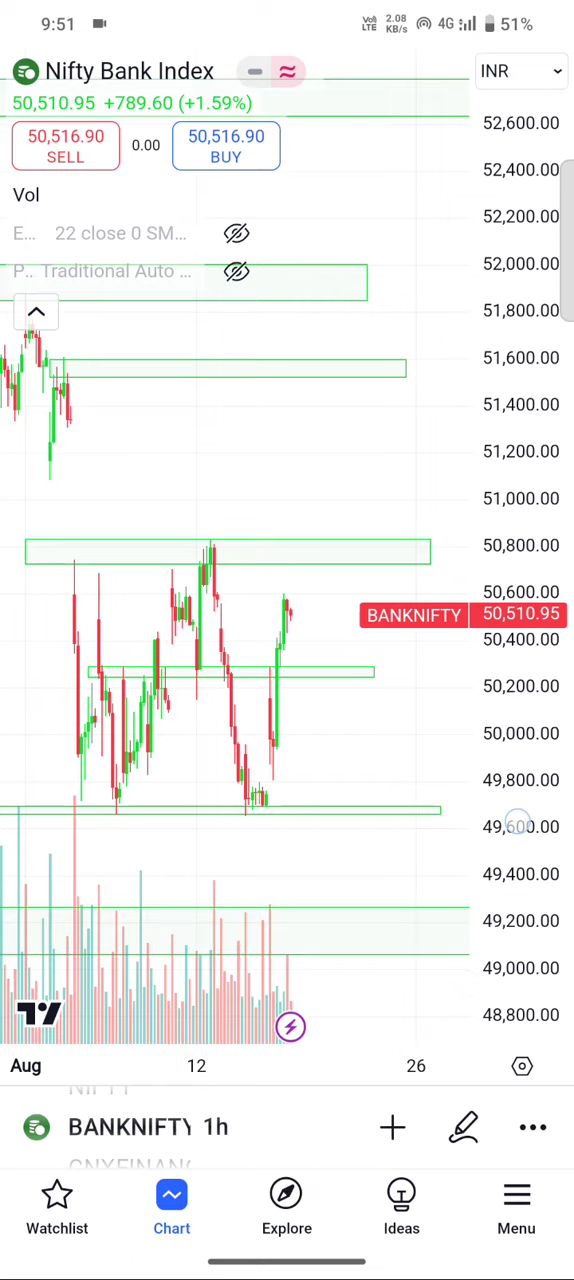 9:51
Vo)) LTE 2.08 KB/s 4G 51%
Nifty Bank Index INR
50,510.95 +789.60 (+1.59%)
50,516.90 SELL 0.00 50,516.90 BUY
Vol
E... 22 close 0 SM...
P... Traditional Auto ...
52,600.00
52,400.00
52,200.00
52,000.00
51,800.00
51,600.00
51,400.00
51,200.00
51,000.00
50,800.00
50,600.00
BANKNIFTY 50,510.95
50,400.00
50,200.00
50,000.00
49,800.00
49,600.00
49,400.00
49,200.00
49,000.00
48,800.00
Aug 12 26
NIFTY
BANKNIFTY 1h
Watchlist Chart Explore Ideas Menu